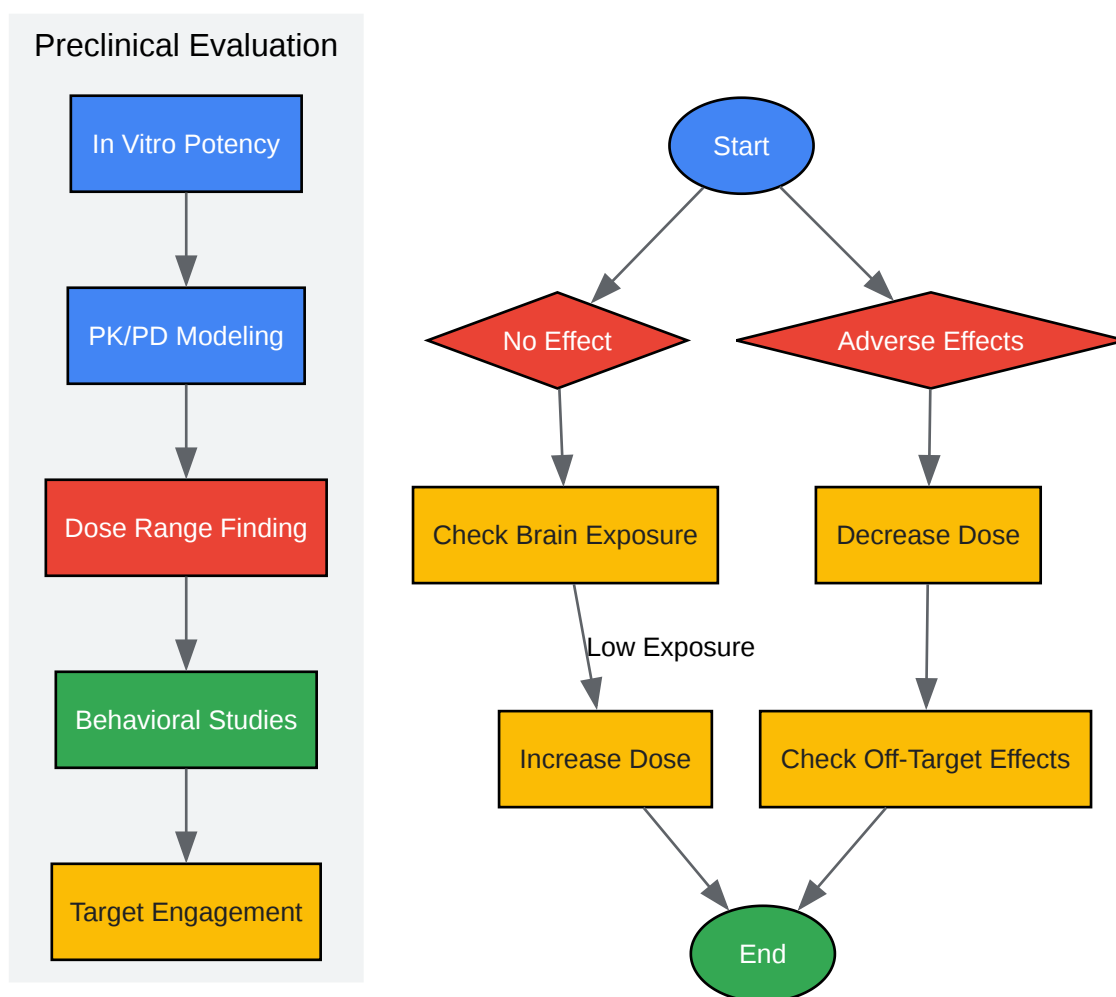 Preclinical Evaluation
In Vitro Potency
PK/PD Modeling
Dose Range Finding
Behavioral Studies
Target Engagement
Start
No Effect
Adverse Effects
Check Brain Exposure
Decrease Dose
Low Exposure
Increase Dose
Check Off-Target Effects
End